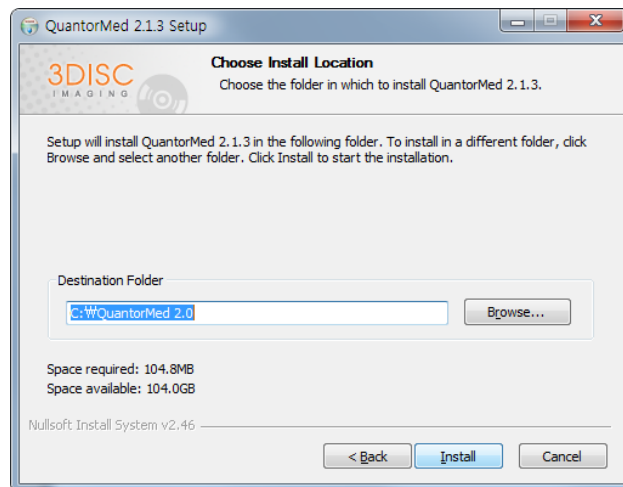 QuantorMed 2.1.3 Setup
3DISC
IMAGING
Choose Install Location
Choose the folder in which to install QuantorMed 2.1.3.
Setup will install QuantorMed 2.1.3 in the following folder. To install in a different folder, click
Browse and select another folder. Click Install to start the installation.
Destination Folder
C:₩QuantorMed 2.0
Browse...
Space required: 104.8MB
Space available: 104.0GB
Nullsoft Install System v2.46
< Back
Install
Cancel